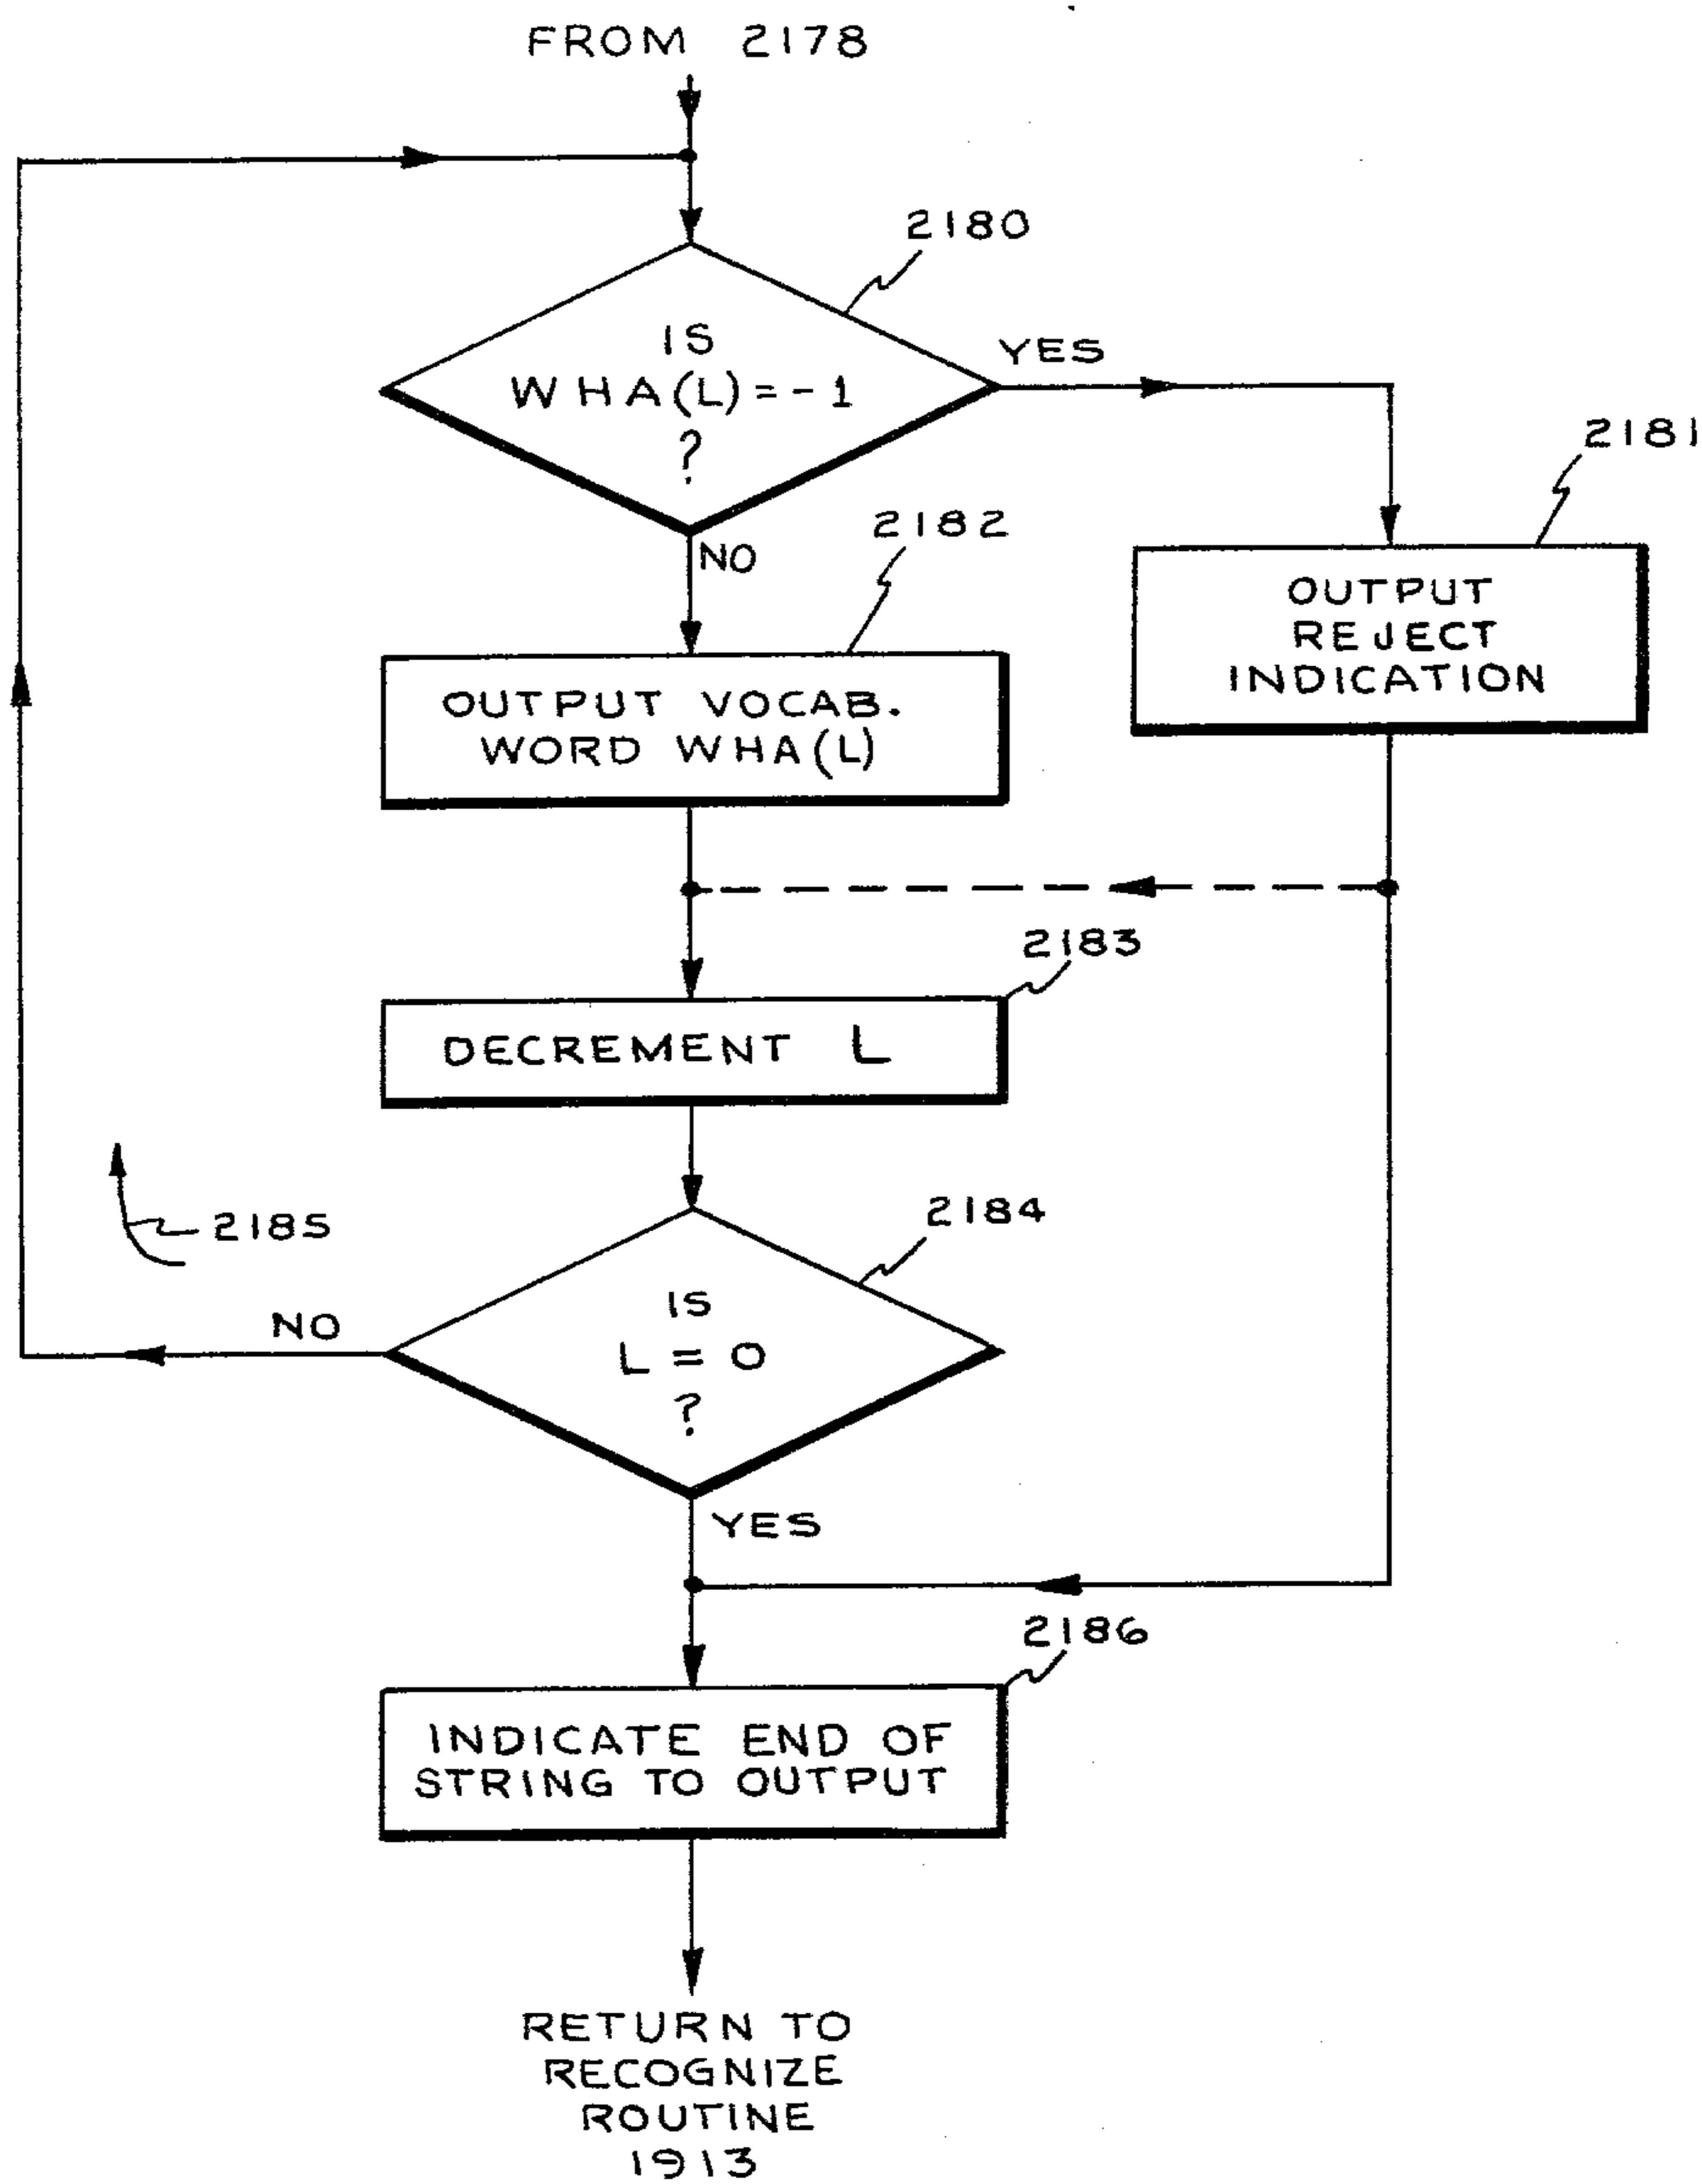 FROM 2178
2180
IS
WHA(L)=-1
?
YES
2181
NO
2182
OUTPUT
REJECT
INDICATION
OUTPUT VOCAB.
WORD WHA(L)
2183
DECREMENT L
2185
2184
NO
IS
L = 0
?
YES
2186
INDICATE END OF
STRING TO OUTPUT
RETURN TO
RECOGNIZE
ROUTINE
1913